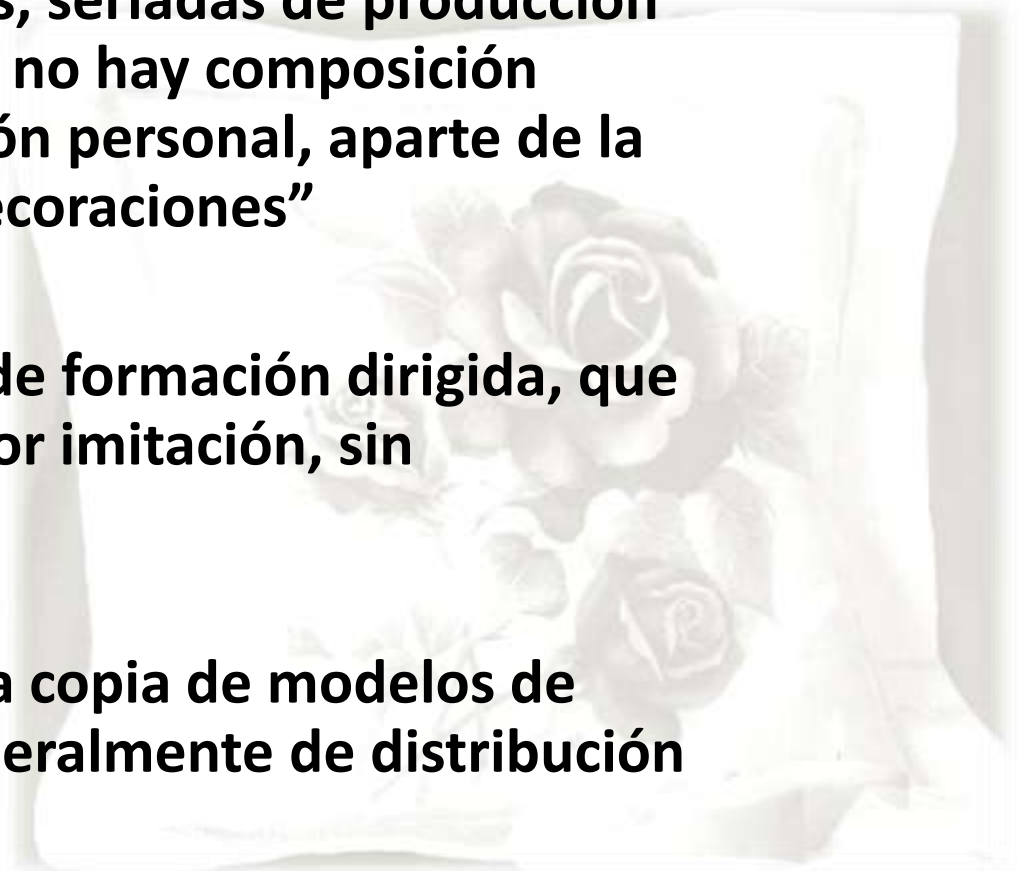 s, seriadas de producción
no hay composición
ón personal, aparte de la
ecoraciones”
de formación dirigida, que
or imitación, sin
a copia de modelos de
eralmente de distribución